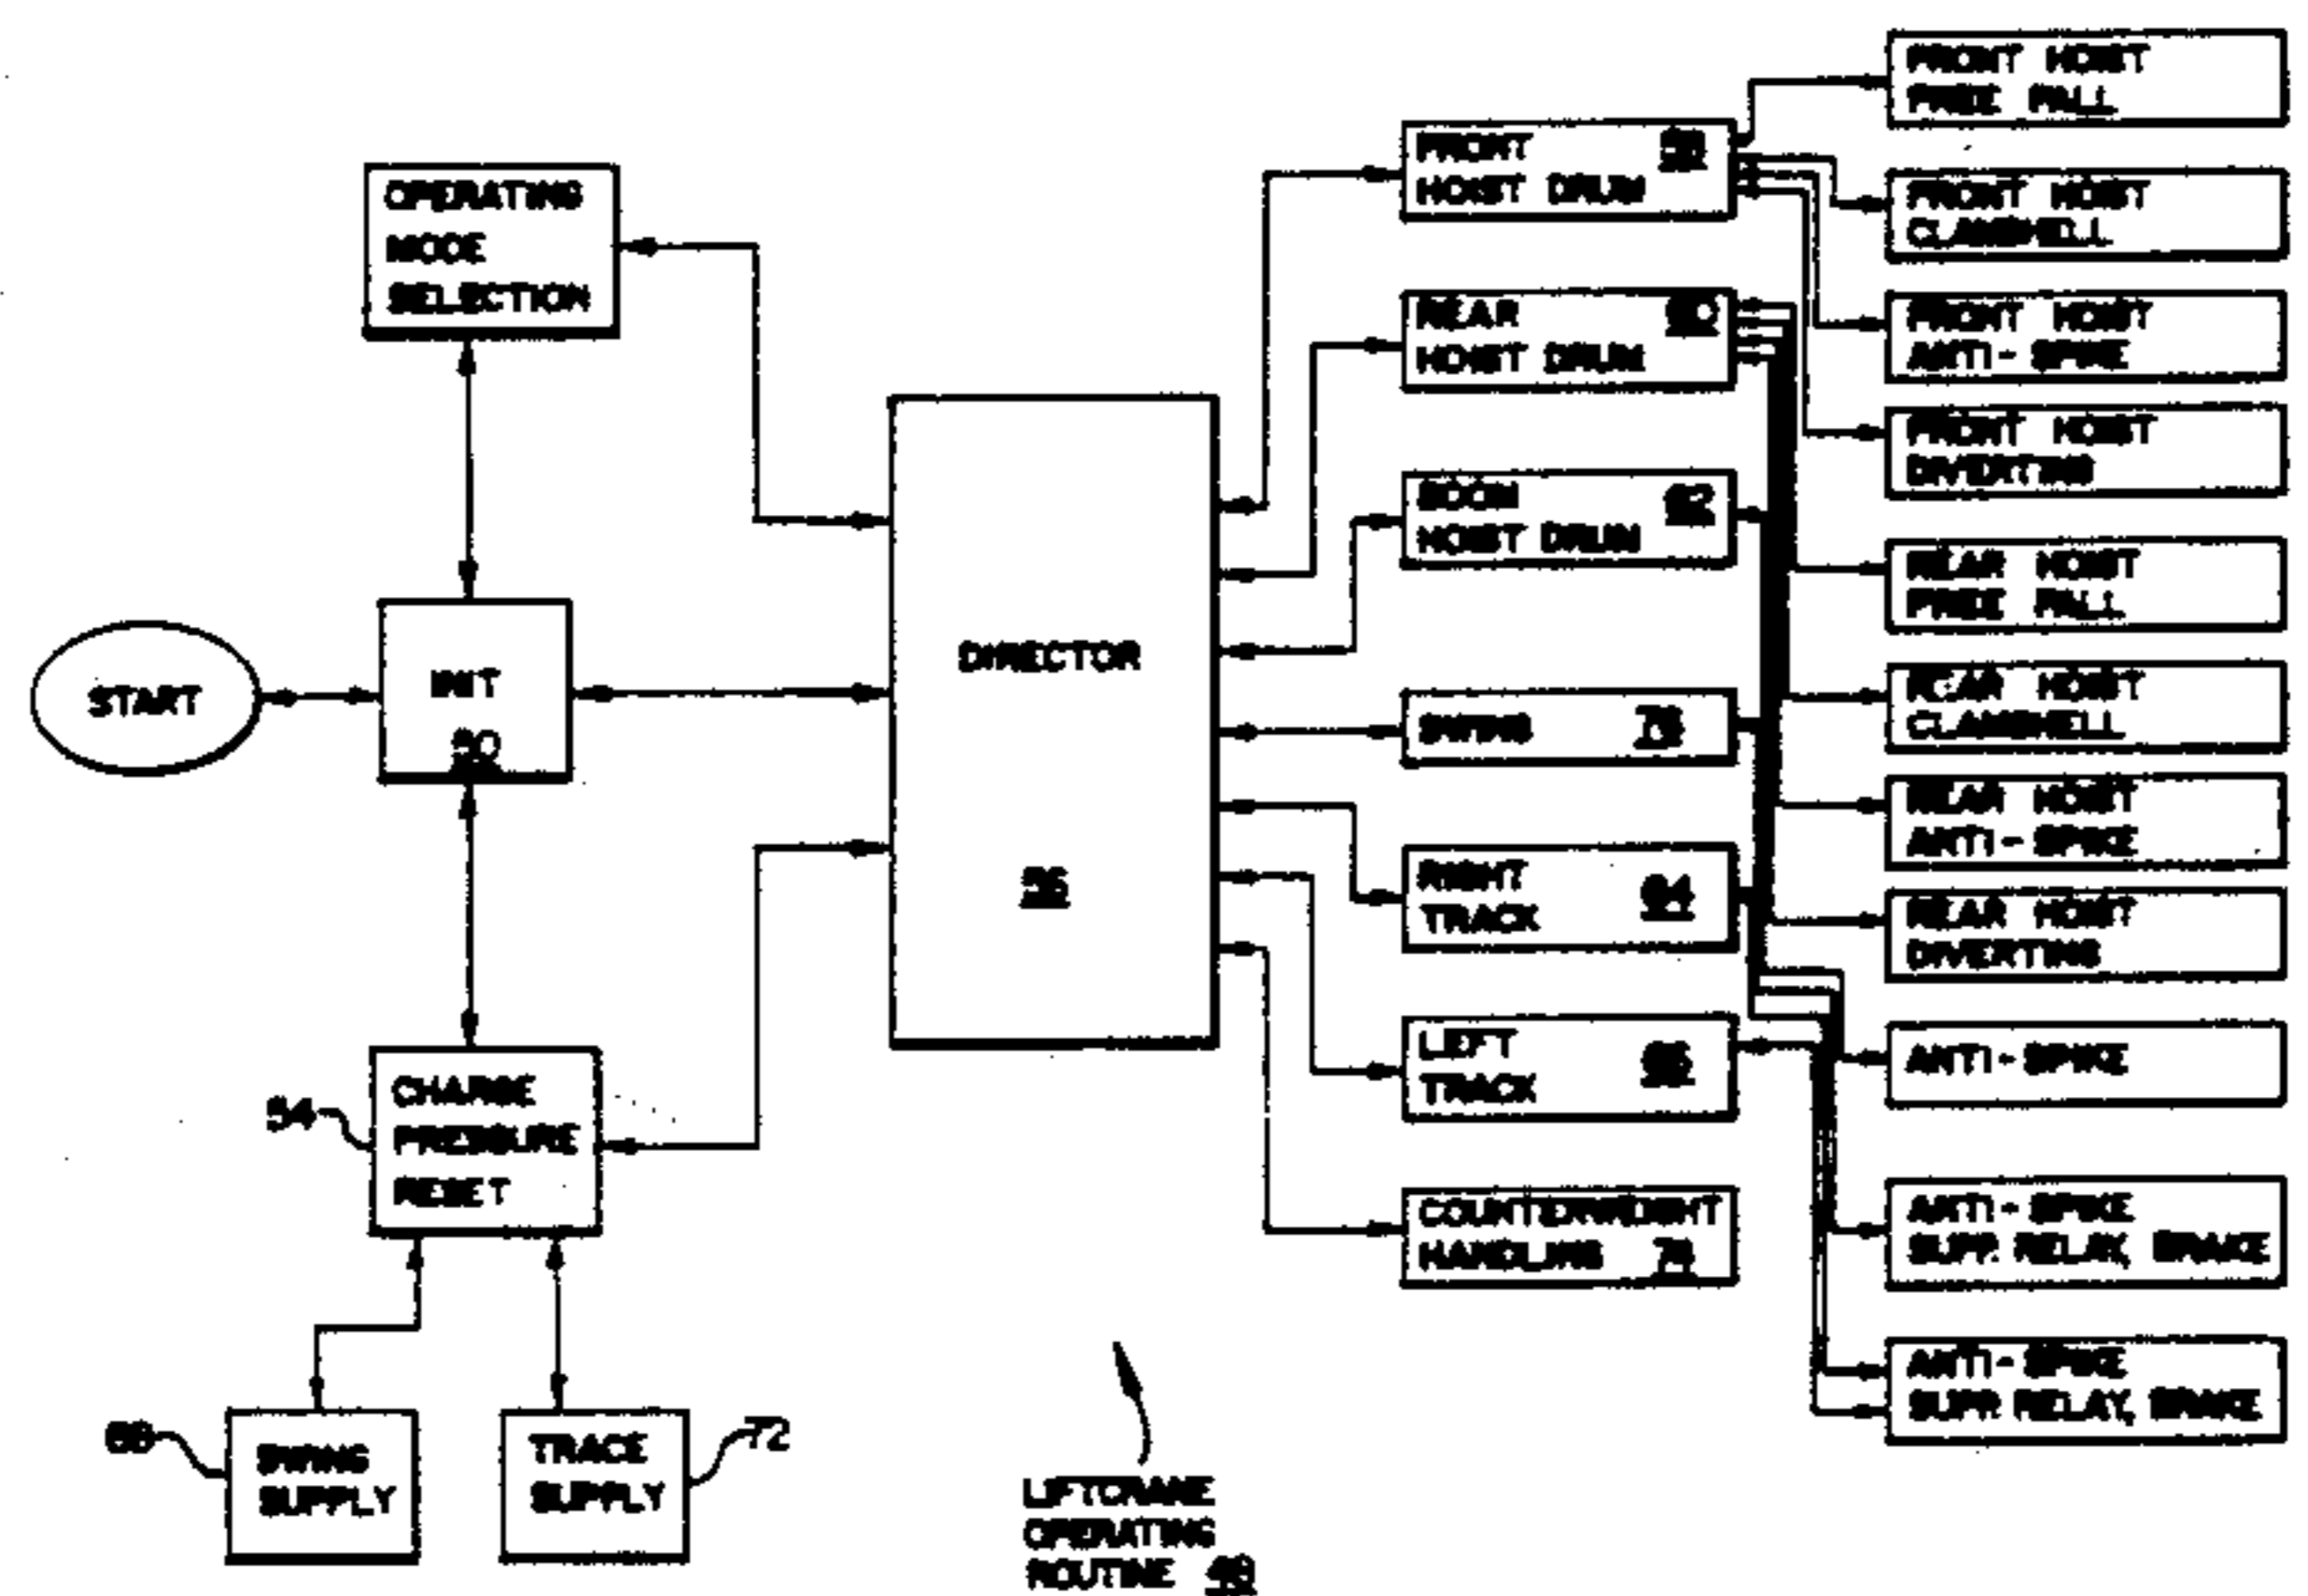 OPERATING
MODE
SELECTION
START
INIT
50
CHARGE
PRESSURE
RESET
54
SWING
SUPPLY
TRACE
SUPPLY
72
DIRECTOR
56
FRONT
HOIST DRUM
REAR
HOIST DRUM
60
BOOM
HOIST DRUM
62
SWING
RIGHT
TRACK
64
LEFT
TRACK
COUNTERWEIGHT
HANDLING
FRONT HOIST
FREE FALL
FRONT HOIST
CLAMSHELL
FRONT HOIST
ANTI-SPIKE
FRONT HOIST
DIVERTING
REAR HOIST
FREE FALL
REAR HOIST
CLAMSHELL
REAR HOIST
ANTI-SPIKE
REAR HOIST
DIVERTING
ANTI-SPIKE
ANTI-SPIKE
SUPP. RELAY, BRAKE
ANTI-SPIKE
SUPP. RELAY, BRAKE
LIFTCRANE
OPERATING
ROUTINE 48